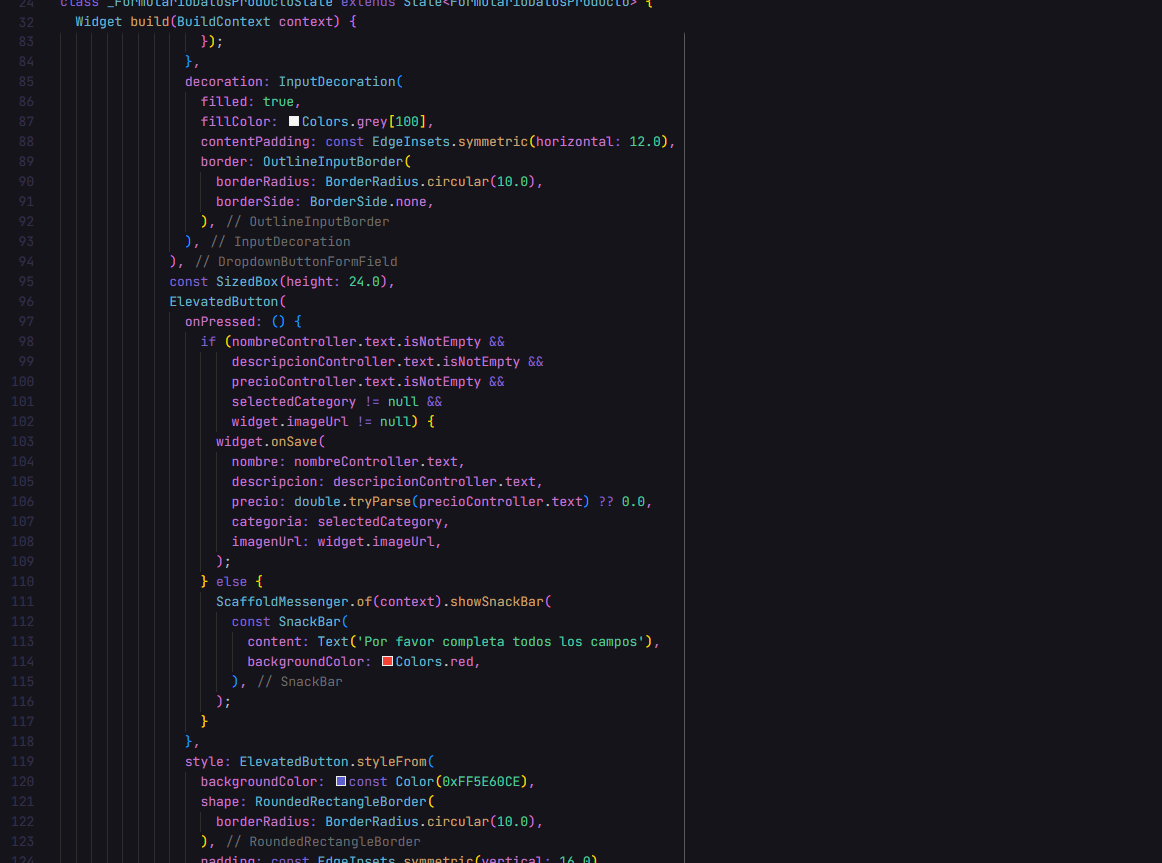 24 class _FormularioDatosProductoState extends State<FormularioDatosProducto> {
32   Widget build(BuildContext context) {
83                   });
84                 },
85                 decoration: InputDecoration(
86                   filled: true,
87                   fillColor: Colors.grey[100],
88                   contentPadding: const EdgeInsets.symmetric(horizontal: 12.0),
89                   border: OutlineInputBorder(
90                     borderRadius: BorderRadius.circular(10.0),
91                     borderSide: BorderSide.none,
92                   ), // OutlineInputBorder
93                 ), // InputDecoration
94               ), // DropdownButtonFormField
95               const SizedBox(height: 24.0),
96               ElevatedButton(
97                 onPressed: () {
98                   if (nombreController.text.isNotEmpty &&
99                       descripcionController.text.isNotEmpty &&
100                       precioController.text.isNotEmpty &&
101                       selectedCategory != null &&
102                       widget.imageUrl != null) {
103                     widget.onSave(
104                       nombre: nombreController.text,
105                       descripcion: descripcionController.text,
106                       precio: double.tryParse(precioController.text) ?? 0.0,
107                       categoria: selectedCategory,
108                       imagenUrl: widget.imageUrl,
109                     );
110                   } else {
111                     ScaffoldMessenger.of(context).showSnackBar(
112                       const SnackBar(
113                         content: Text('Por favor completa todos los campos'),
114                         backgroundColor: Colors.red,
115                       ), // SnackBar
116                     );
117                   }
118                 },
119                 style: ElevatedButton.styleFrom(
120                   backgroundColor: const Color(0xFF5E60CE),
121                   shape: RoundedRectangleBorder(
122                     borderRadius: BorderRadius.circular(10.0),
123                   ), // RoundedRectangleBorder
124                   padding: const EdgeInsets.symmetric(vertical: 16.0)